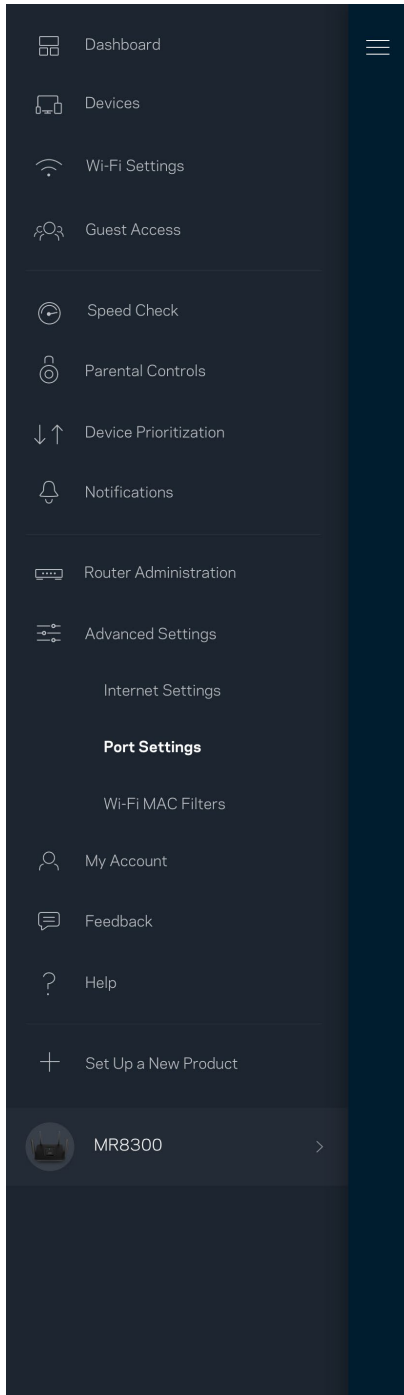 Dashboard
Devices
Wi-Fi Settings
Guest Access
Speed Check
Parental Controls
Device Prioritization
Notifications
Router Administration
Advanced Settings
Internet Settings
Port Settings
Wi-Fi MAC Filters
My Account
Feedback
Help
Set Up a New Product
MR8300